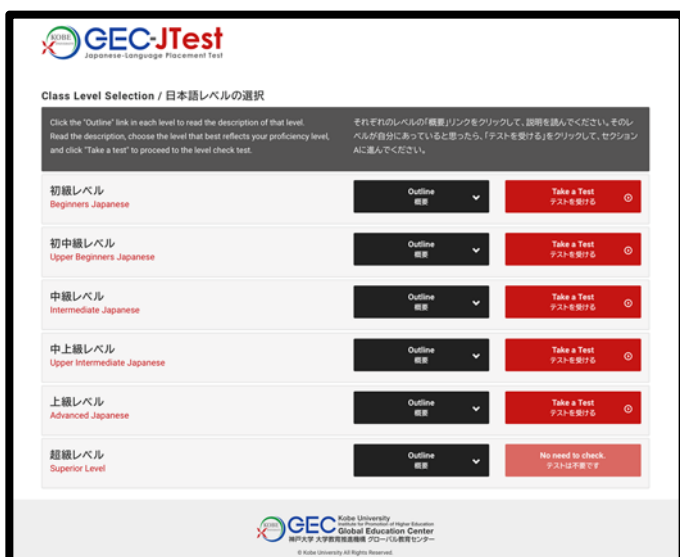 KOBE
GEC-JTest
Japanese-Language Placement Test
Class Level Selection / 日本語レベルの選択
Click the "Outline" link in each level to read the description of that level.
Read the description, choose the level that best reflects your proficiency level,
and click "Take a test" to proceed to the level check test.
それぞれのレベルの「概要」リンクをクリックして、説明を読んでください。そのレ
ベルが自分にあっていると思ったら、「テストを受ける」をクリックして、セクション
Aに進んでください。
初級レベル
Beginners Japanese
Outline
概要
Take a Test
テストを受ける
初中級レベル
Upper Beginners Japanese
Outline
概要
Take a Test
テストを受ける
中級レベル
Intermediate Japanese
Outline
概要
Take a Test
テストを受ける
中上級レベル
Upper Intermediate Japanese
Outline
概要
Take a Test
テストを受ける
上級レベル
Advanced Japanese
Outline
概要
Take a Test
テストを受ける
超級レベル
Superior Level
Outline
概要
No need to check.
テストは不要です
KOBE
GEC
Kobe University
Institute for Promotion of Higher Education
Global Education Center
神戸大学 大学教育推進機構 グローバル教育センター
© Kobe University All Rights Reserved.